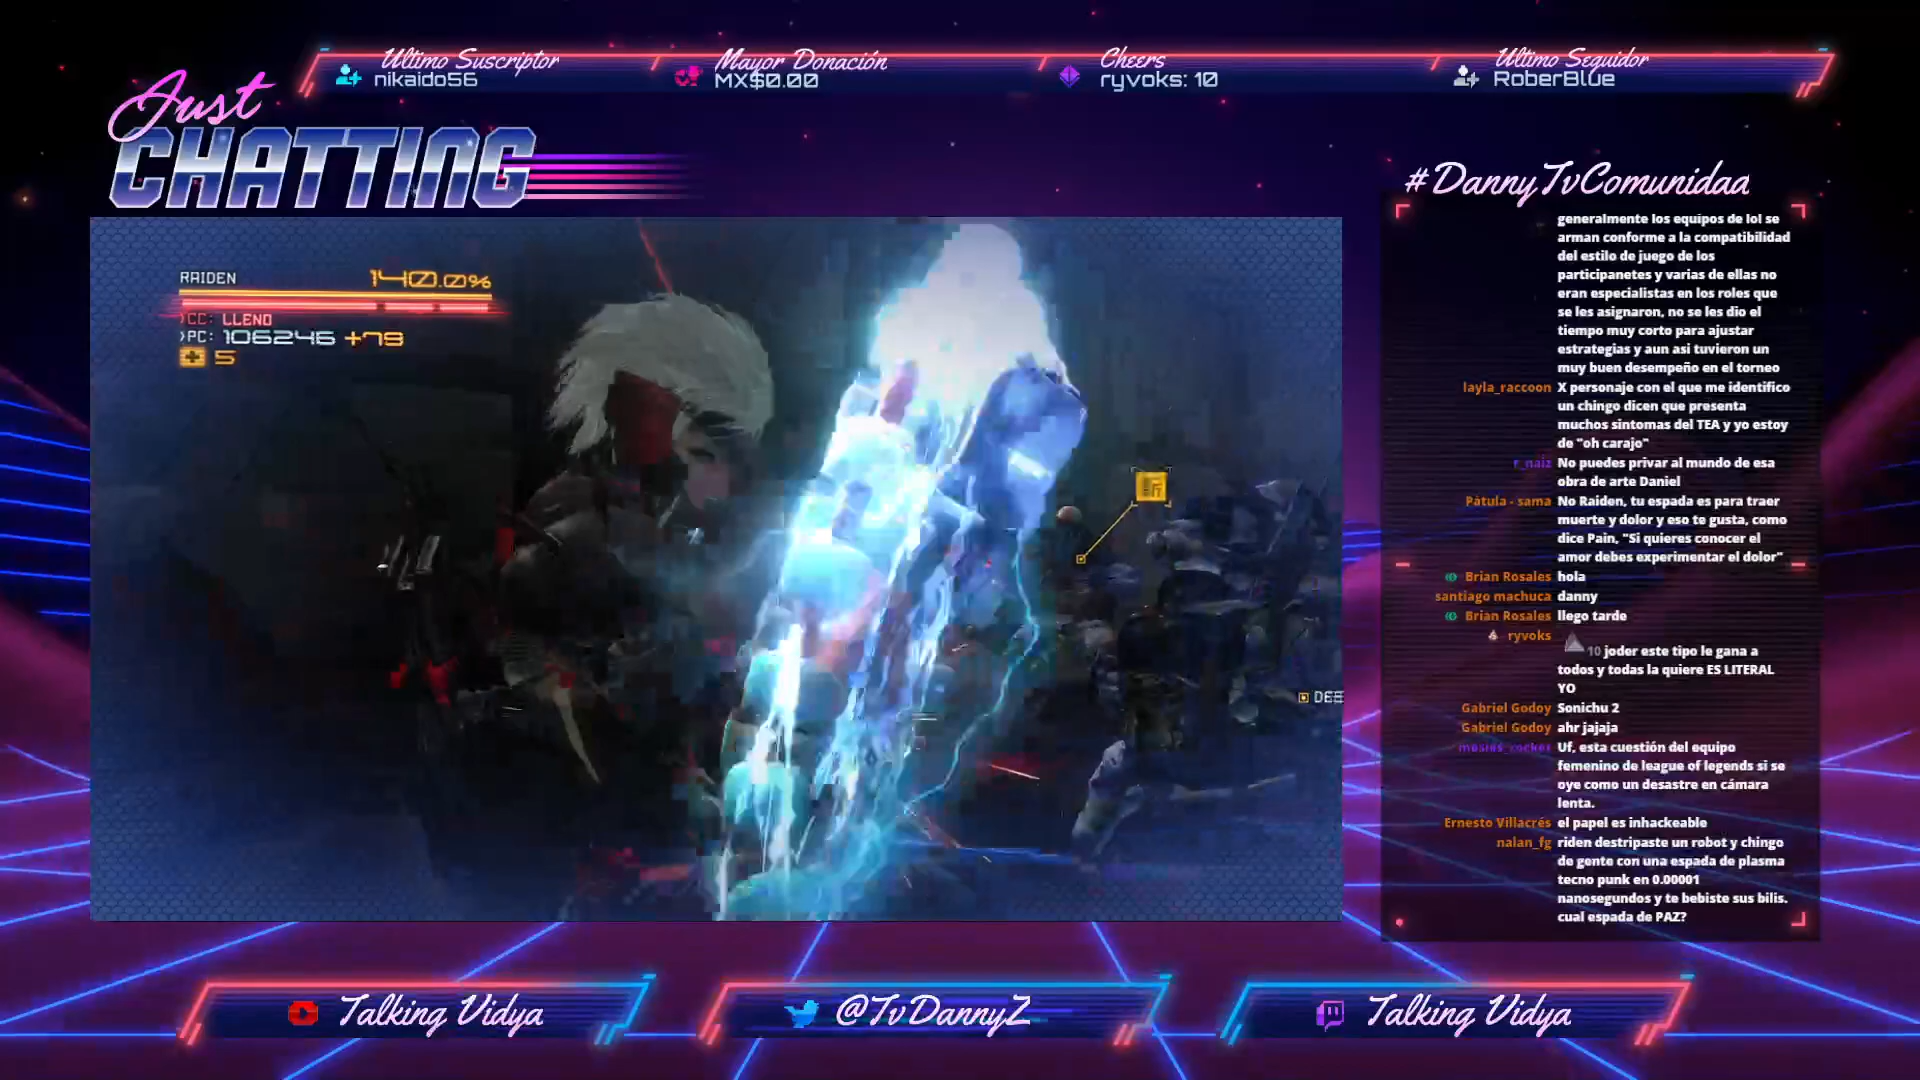 Ultimo Suscriptor
nikaido56
Mayor Donación
MX$0.00
Cheers
ryvoks: 10
Ultimo Seguidor
RoberBlue
Just
CHATTING
#DannyTvComunidad
RAIDEN 140.0%
CC: LLENO
PC: 106246 +79
5
DES
generalmente los equipos de lol se
arman conforme a la compatibilidad
del estilo de juego de los
participanetes y varias de ellas no
eran especialistas en los roles que
se les asignaron, no se les dio el
tiempo muy corto para ajustar
estrategias y aun asi tuvieron un
muy buen desempeño en el torneo
layla_raccoon X personaje con el que me identifico
un chingo dicen que presenta
muchos sintomas del TEA y yo estoy
de "oh carajo"
r_naiz No puedes privar al mundo de esa
obra de arte Daniel
Pátula - sama No Raiden, tu espada es para traer
muerte y dolor y eso te gusta, como
dice Pain, "Si quieres conocer el
amor debes experimentar el dolor"
Brian Rosales hola
santiago machuca danny
Brian Rosales llego tarde
ryvoks 10 joder este tipo le gana a
todos y todas la quiere ES LITERAL
YO
Gabriel Godoy Sonichu 2
Gabriel Godoy ahr jajaja
Uf, esta cuestión del equipo
femenino de league of legends si se
oye como un desastre en cámara
lenta.
Ernesto Villacrés el papel es inhackeable
nalan_fg riden destripaste un robot y chingo
de gente con una espada de plasma
tecno punk en 0.00001
nanosegundos y te bebiste sus bilis.
cual espada de PAZ?
Talking Vidya
@TvDannyZ
Talking Vidya